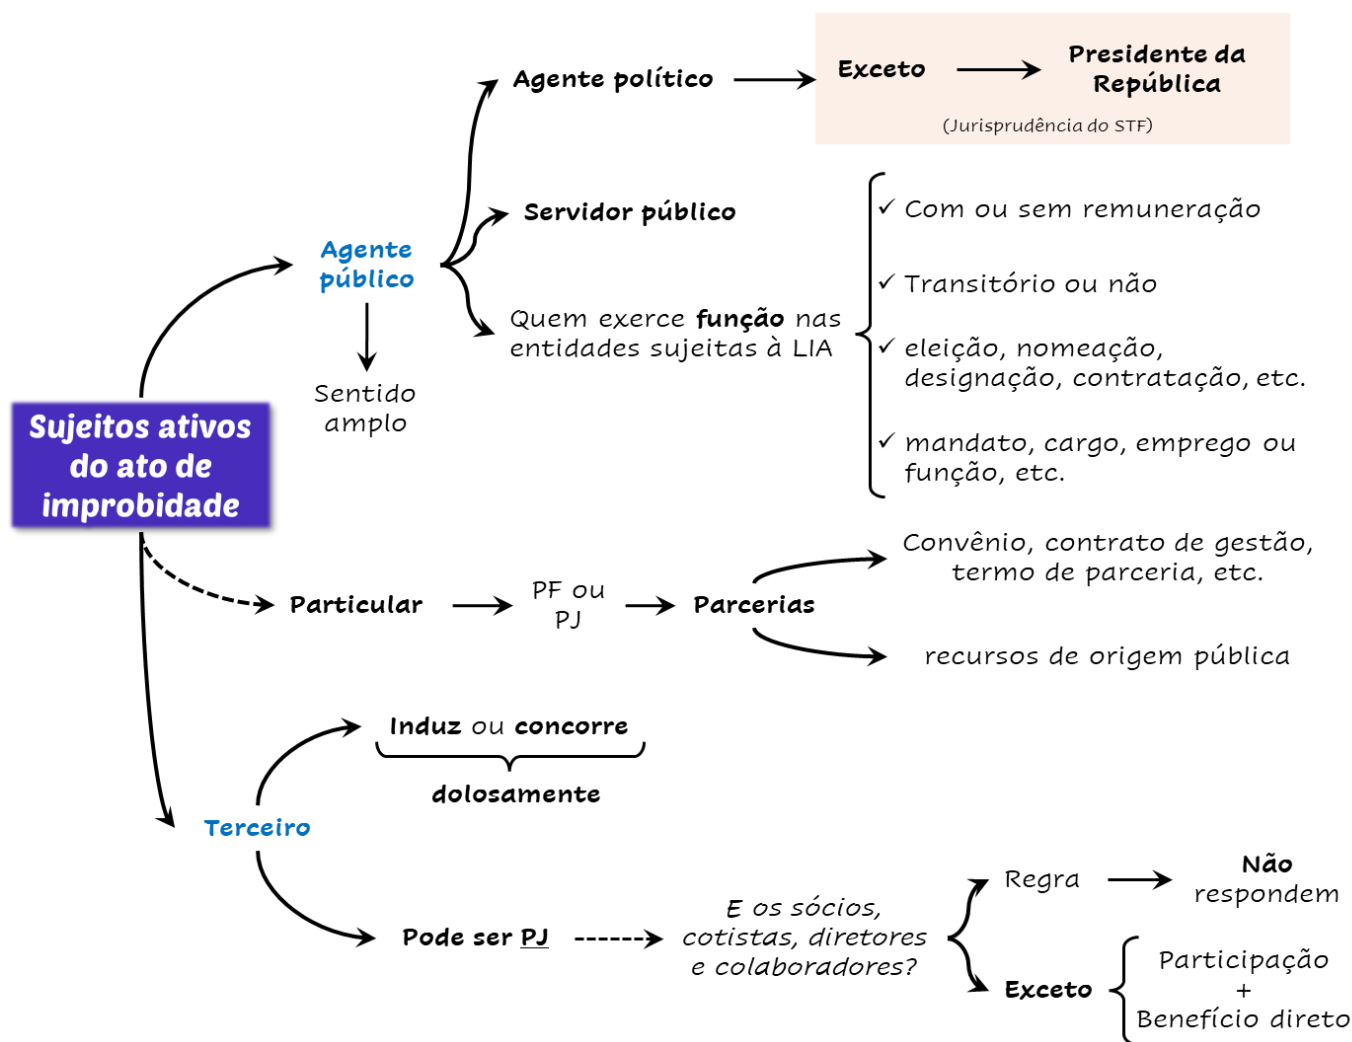 Sujeitos ativos
do ato de
improbidade
Agente
público
Sentido
amplo
Agente político
Exceto
Presidente da
República
(Jurisprudência do STF)
Servidor público
Quem exerce função nas
entidades sujeitas à LIA
✓ Com ou sem remuneração
✓ Transitório ou não
✓ eleição, nomeação,
designação, contratação, etc.
✓ mandato, cargo, emprego ou
função, etc.
Particular
PF ou
PJ
Parcerias
Convênio, contrato de gestão,
termo de parceria, etc.
recursos de origem pública
Terceiro
Induz ou concorre
dolosamente
Pode ser PJ
E os sócios,
cotistas, diretores
e colaboradores?
Regra
Não
respondem
Exceto
Participação
+
Benefício direto